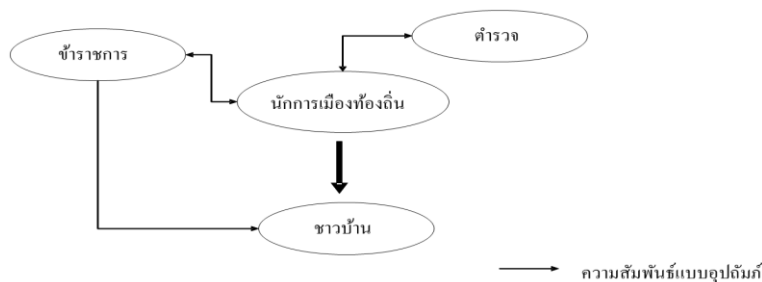 ตำรวจ
ข้าราชการ
นักการเมืองท้องถิ่น
ชาวบ้าน
ความสัมพันธ์แบบอุปถัมภ์